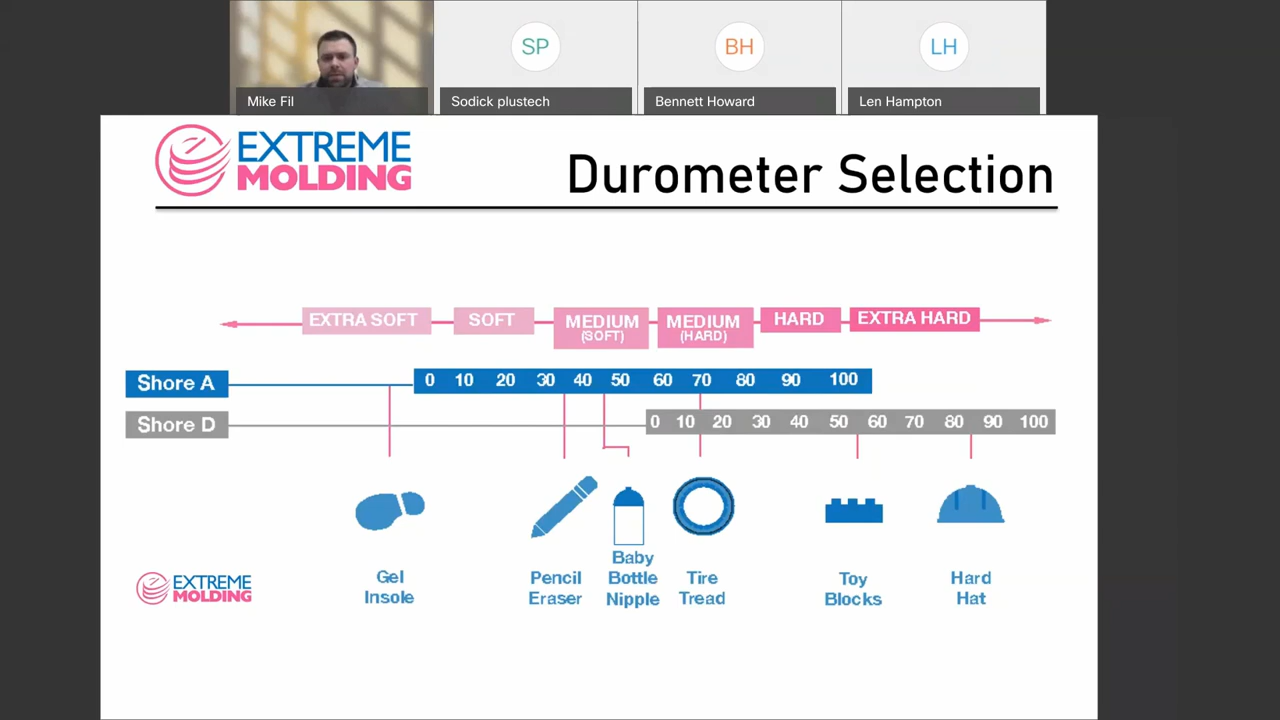 SP
BH
LH
Mike Fil
Sodick plustech
Bennett Howard
Len Hampton
EXTREME
MOLDING
Durometer Selection
EXTRA SOFT
SOFT
MEDIUM
(SOFT)
MEDIUM
(HARD)
HARD
EXTRA HARD
Shore A
0 10 20 30 40 50 60 70 80 90 100
Shore D
0 10 20 30 40 50 60 70 80 90 100
Gel
Insole
Pencil
Eraser
Baby
Bottle
Nipple
Tire
Tread
Toy
Blocks
Hard
Hat
EXTREME
MOLDING